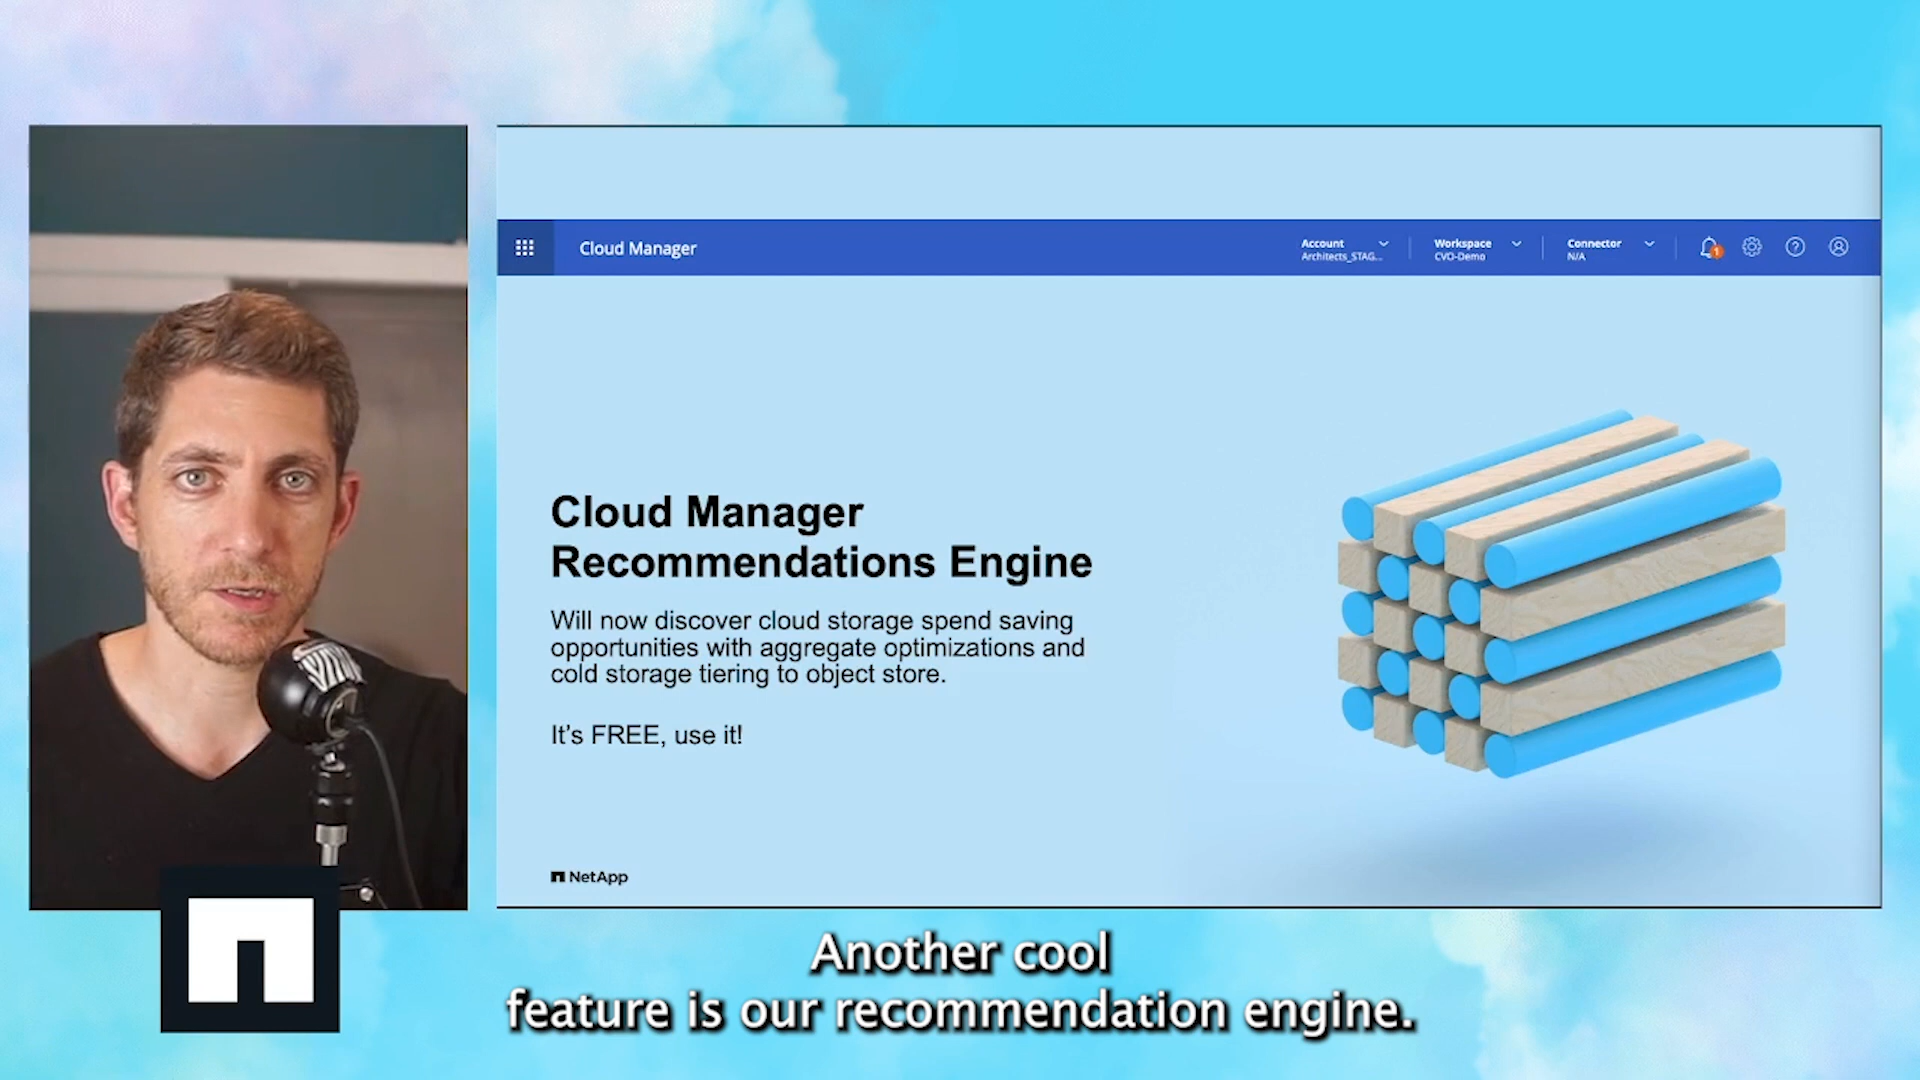 Cloud Manager
Account
Architects_STAG...
Workspace
CVO-Demo
Connector
N/A
1
?
Cloud Manager
Recommendations Engine
Will now discover cloud storage spend saving
opportunities with aggregate optimizations and
cold storage tiering to object store.
It's FREE, use it!
NetApp
Another cool
feature is our recommendation engine.